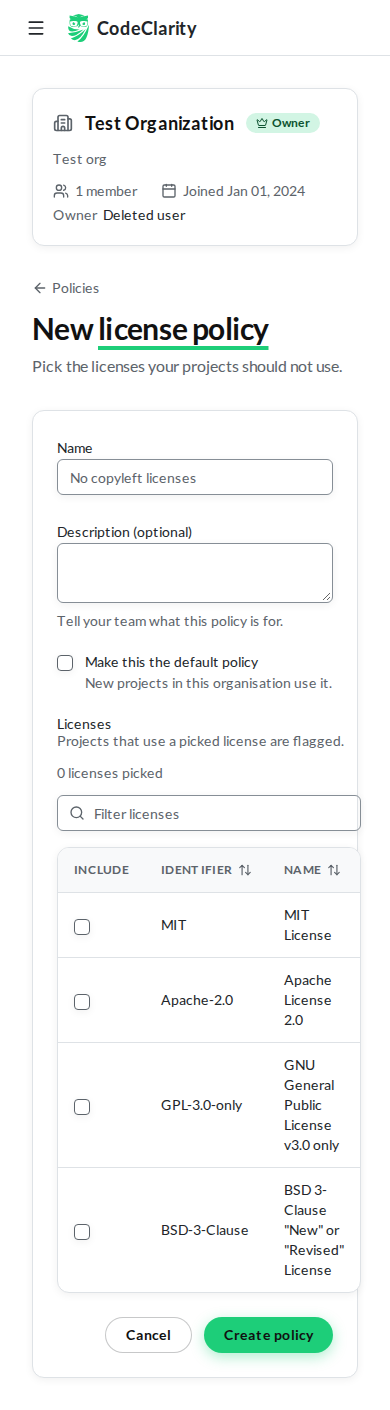 CodeClarity
Test Organization
Owner
Test org
1 member
Joined Jan 01, 2024
Owner Deleted user
Policies
New license policy
Pick the licenses your projects should not use.
Name
No copyleft licenses
Description (optional)
Tell your team what this policy is for.
Make this the default policy
New projects in this organisation use it.
Licenses
Projects that use a picked license are flagged.
0 licenses picked
Filter licenses
INCLUDE IDENTIFIER NAME
MIT
MIT
License
Apache-2.0
Apache
License
2.0
GPL-3.0-only
GNU
General
Public
License
v3.0 only
BSD-3-Clause
BSD 3-
Clause
"New" or
"Revised"
License
Cancel
Create policy